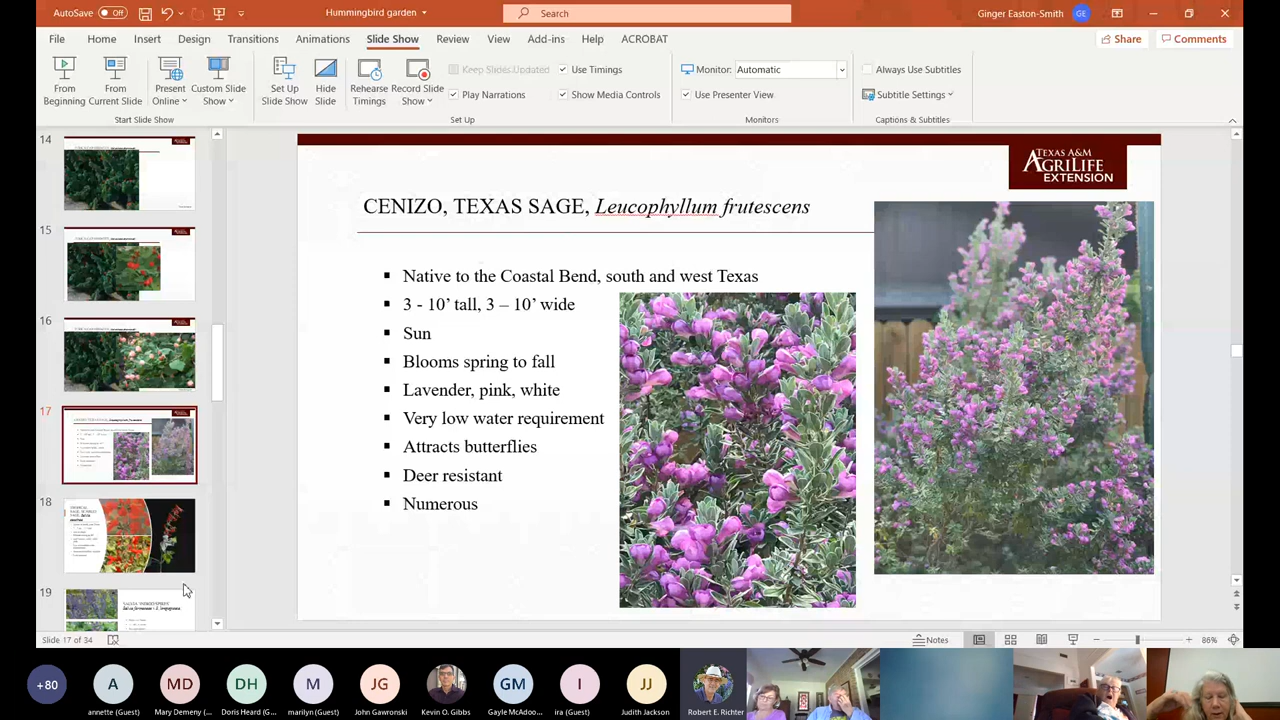 AutoSave Off
Hummingbird garden
Search
Ginger Easton-Smith GE
File Home Insert Design Transitions Animations Slide Show Review View Add-ins Help ACROBAT
Share Comments
From Beginning
From Current Slide
Present Online
Custom Slide Show
Set Up Slide Show
Hide Slide
Rehearse Timings
Record Slide Show
Keep Slides Updated
Play Narrations
Use Timings
Show Media Controls
Monitor: Automatic
Use Presenter View
Always Use Subtitles
Subtitle Settings
Start Slide Show
Set Up
Monitors
Captions & Subtitles
14
15
16
17
18
19
TEXAS A&M
AGRILIFE
EXTENSION
CENIZO, TEXAS SAGE, Leucophyllum frutescens
▪ Native to the Coastal Bend, south and west Texas
▪ 3 - 10’ tall, 3 – 10’ wide
▪ Sun
▪ Blooms spring to fall
▪ Lavender, pink, white
▪ Very low water requirement
▪ Attracts butterflies
▪ Deer resistant
▪ Numerous
Slide 17 of 34
Notes
86%
+80
A
MD
DH
M
JG
GM
I
JJ
annette (Guest)
Mary Demeny (...
Doris Heard (G...
marilyn (Guest)
John Gawronski
Kevin O. Gibbs
Gayle McAdoo...
ira (Guest)
Judith Jackson
Robert E. Richter